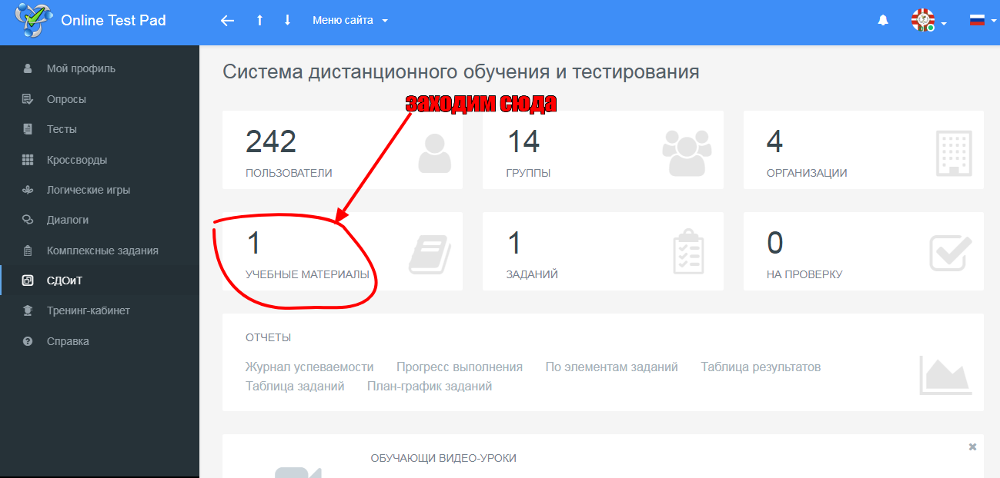 Online Test Pad
Меню сайта
Мой профиль
Опросы
Тесты
Кроссворды
Логические игры
Диалоги
Комплексные задания
СДОиТ
Тренинг-кабинет
Справка
Система дистанционного обучения и тестирования
заходим сюда
242
ПОЛЬЗОВАТЕЛИ
14
ГРУППЫ
4
ОРГАНИЗАЦИИ
1
УЧЕБНЫЕ МАТЕРИАЛЫ
1
ЗАДАНИЙ
0
НА ПРОВЕРКУ
ОТЧЕТЫ
Журнал успеваемости Прогресс выполнения По элементам заданий Таблица результатов
Таблица заданий План-график заданий
ОБУЧАЮЩИ ВИДЕО-УРОКИ